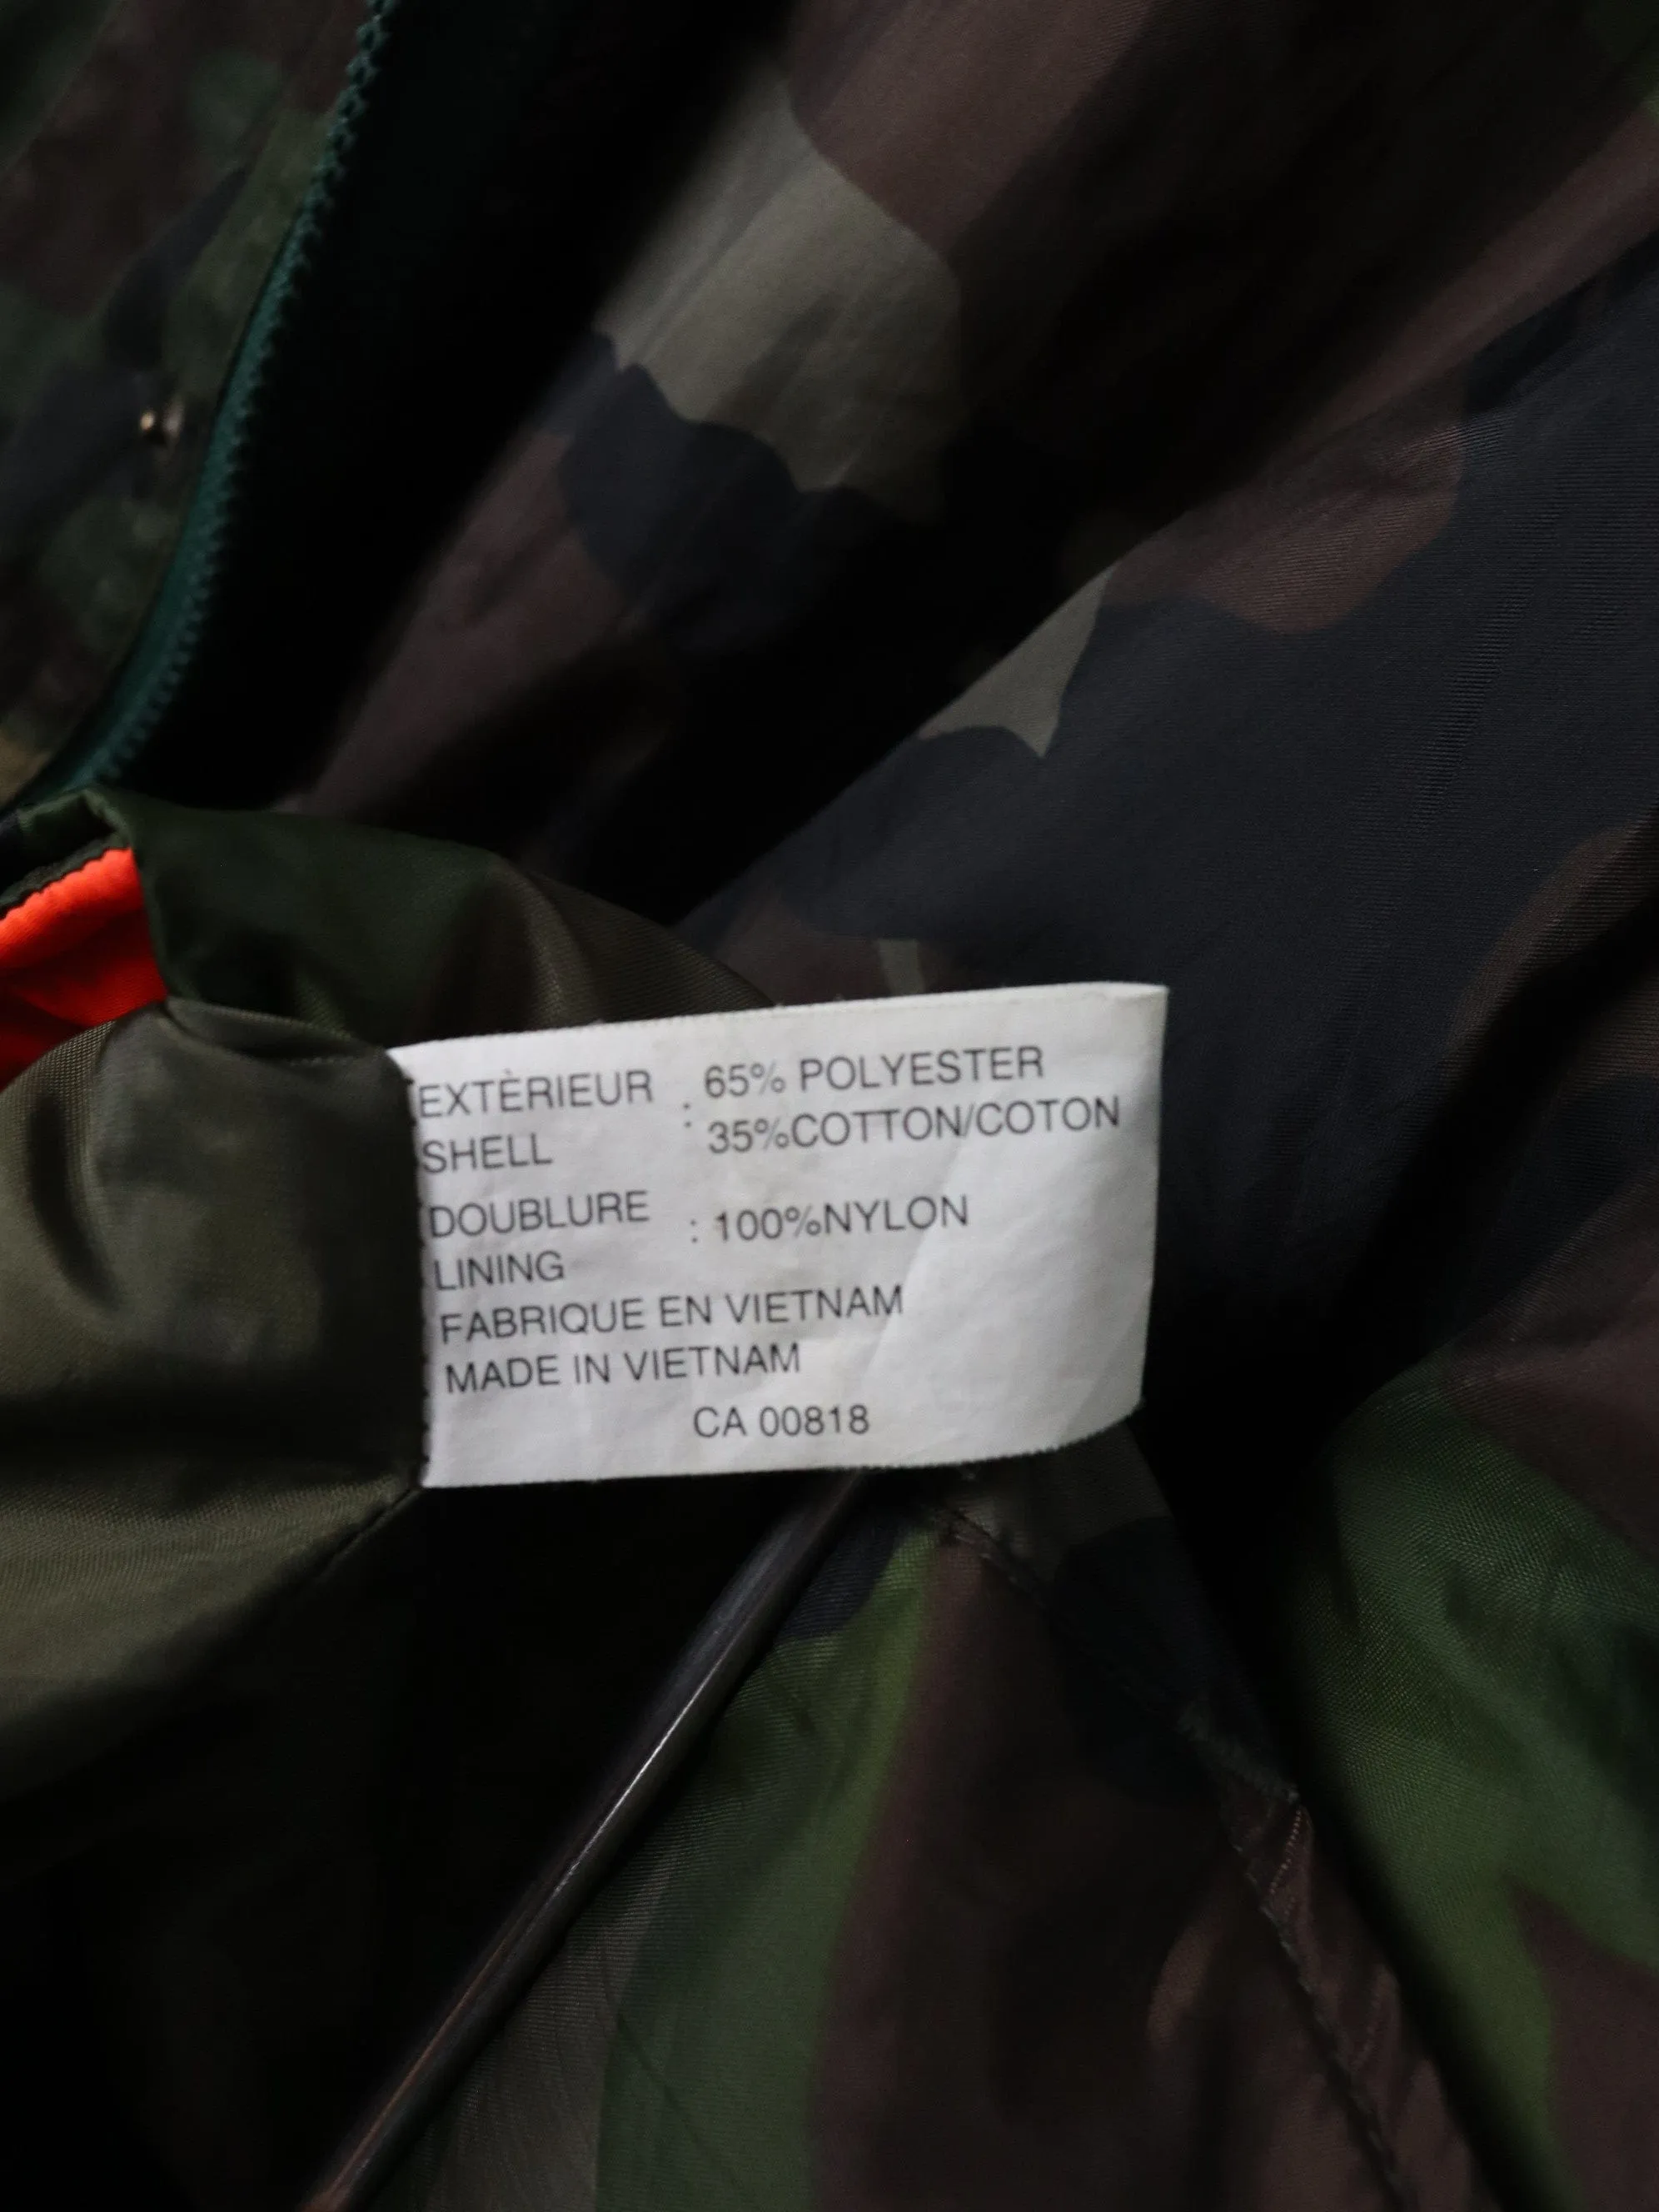 EXTÈRIEUR : 65% POLYESTER
SHELL : 35%COTTON/COTON
DOUBLURE : 100%NYLON
LINING
FABRIQUE EN VIETNAM
MADE IN VIETNAM
CA 00818